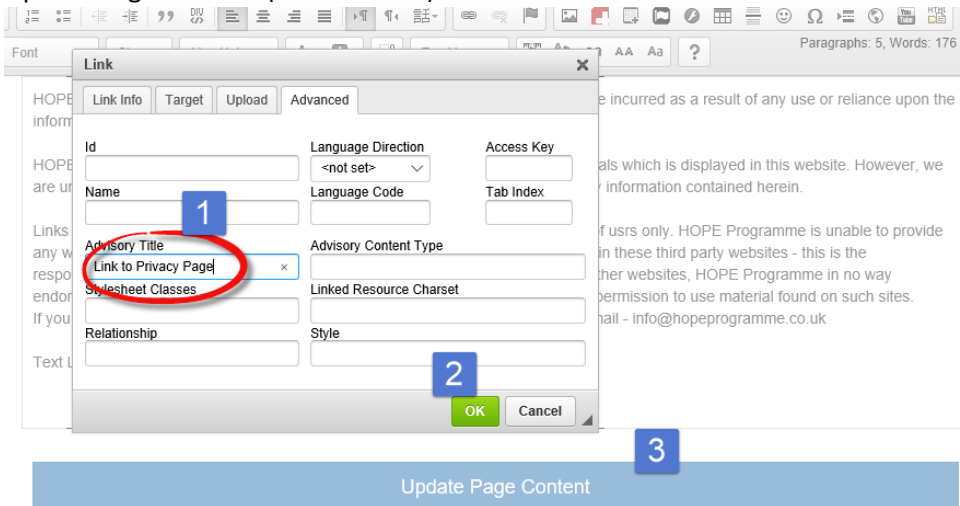 Font
Paragraphs: 5, Words: 176
AA Aa ?
Link
Link Info Target Upload Advanced
HOPE
e incurred as a result of any use or reliance upon the
inform
Id Language Direction Access Key
<not set>
HOPE
als which is displayed in this website. However, we
are un
information contained herein.
Name Language Code Tab Index
1
Links
f usrs only. HOPE Programme is unable to provide
any w
in these third party websites - this is the
Advisory Title Advisory Content Type
Link to Privacy Page
respo
ther websites, HOPE Programme in no way
endor
permission to use material found on such sites.
Stylesheet Classes Linked Resource Charset
If you
ail - info@hopeprogramme.co.uk
Relationship Style
Text L
2
OK Cancel
3
Update Page Content